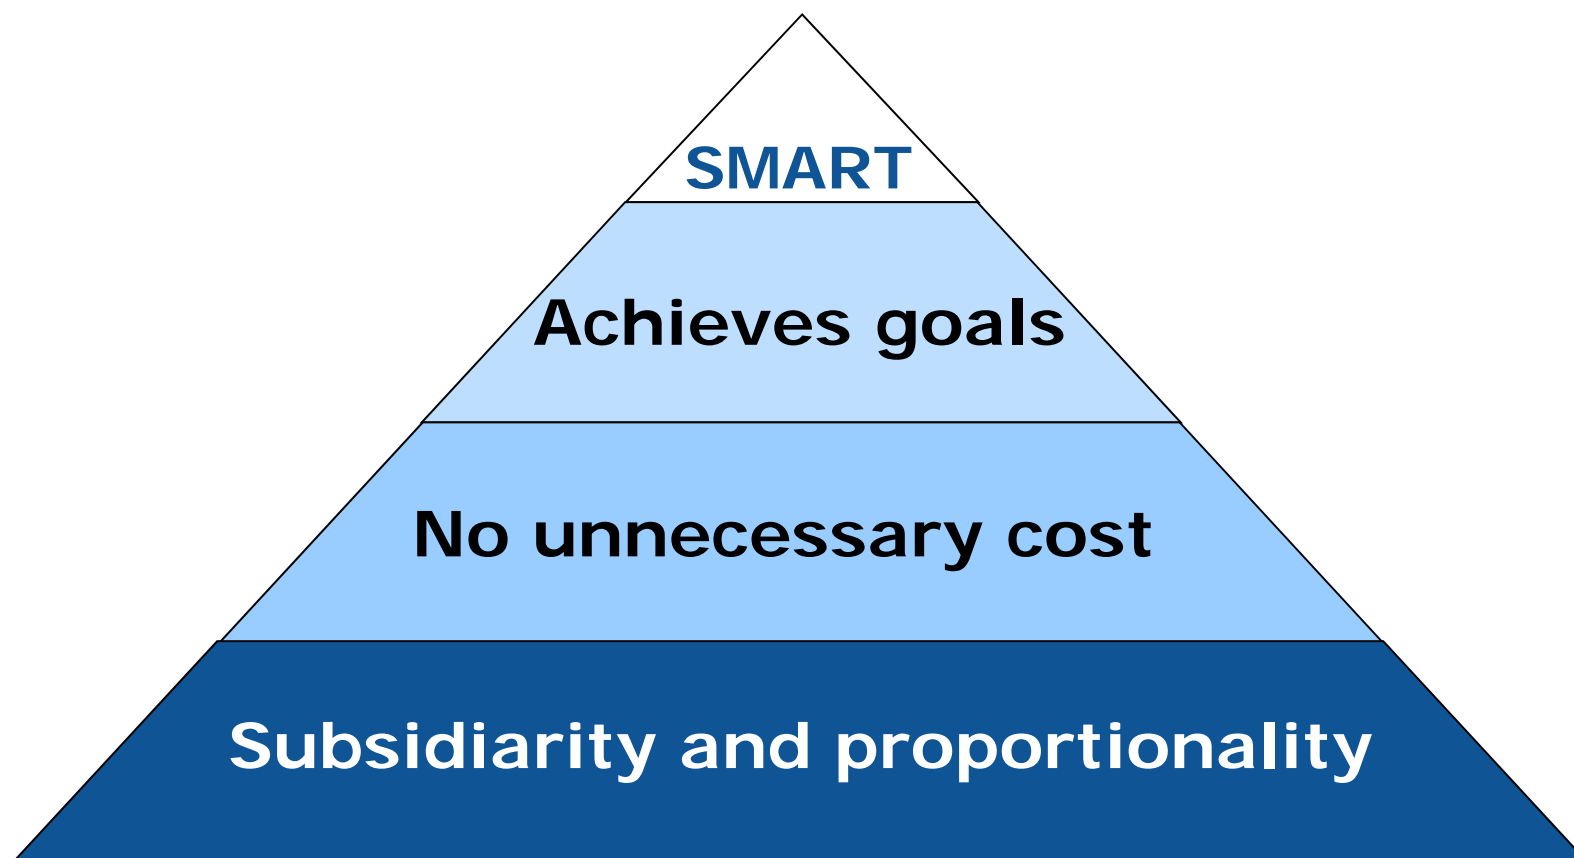 SMART
Achieves goals
No unnecessary cost
Subsidiarity and proportionality